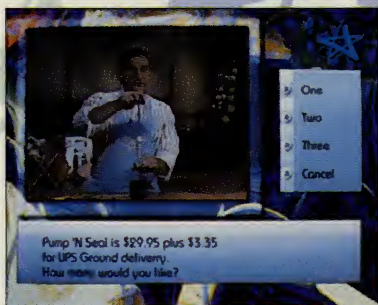 One
Two
Three
Cancel
Pump 'N Seal is $29.95 plus $3.35
for UPS Ground delivery.
How many would you like?